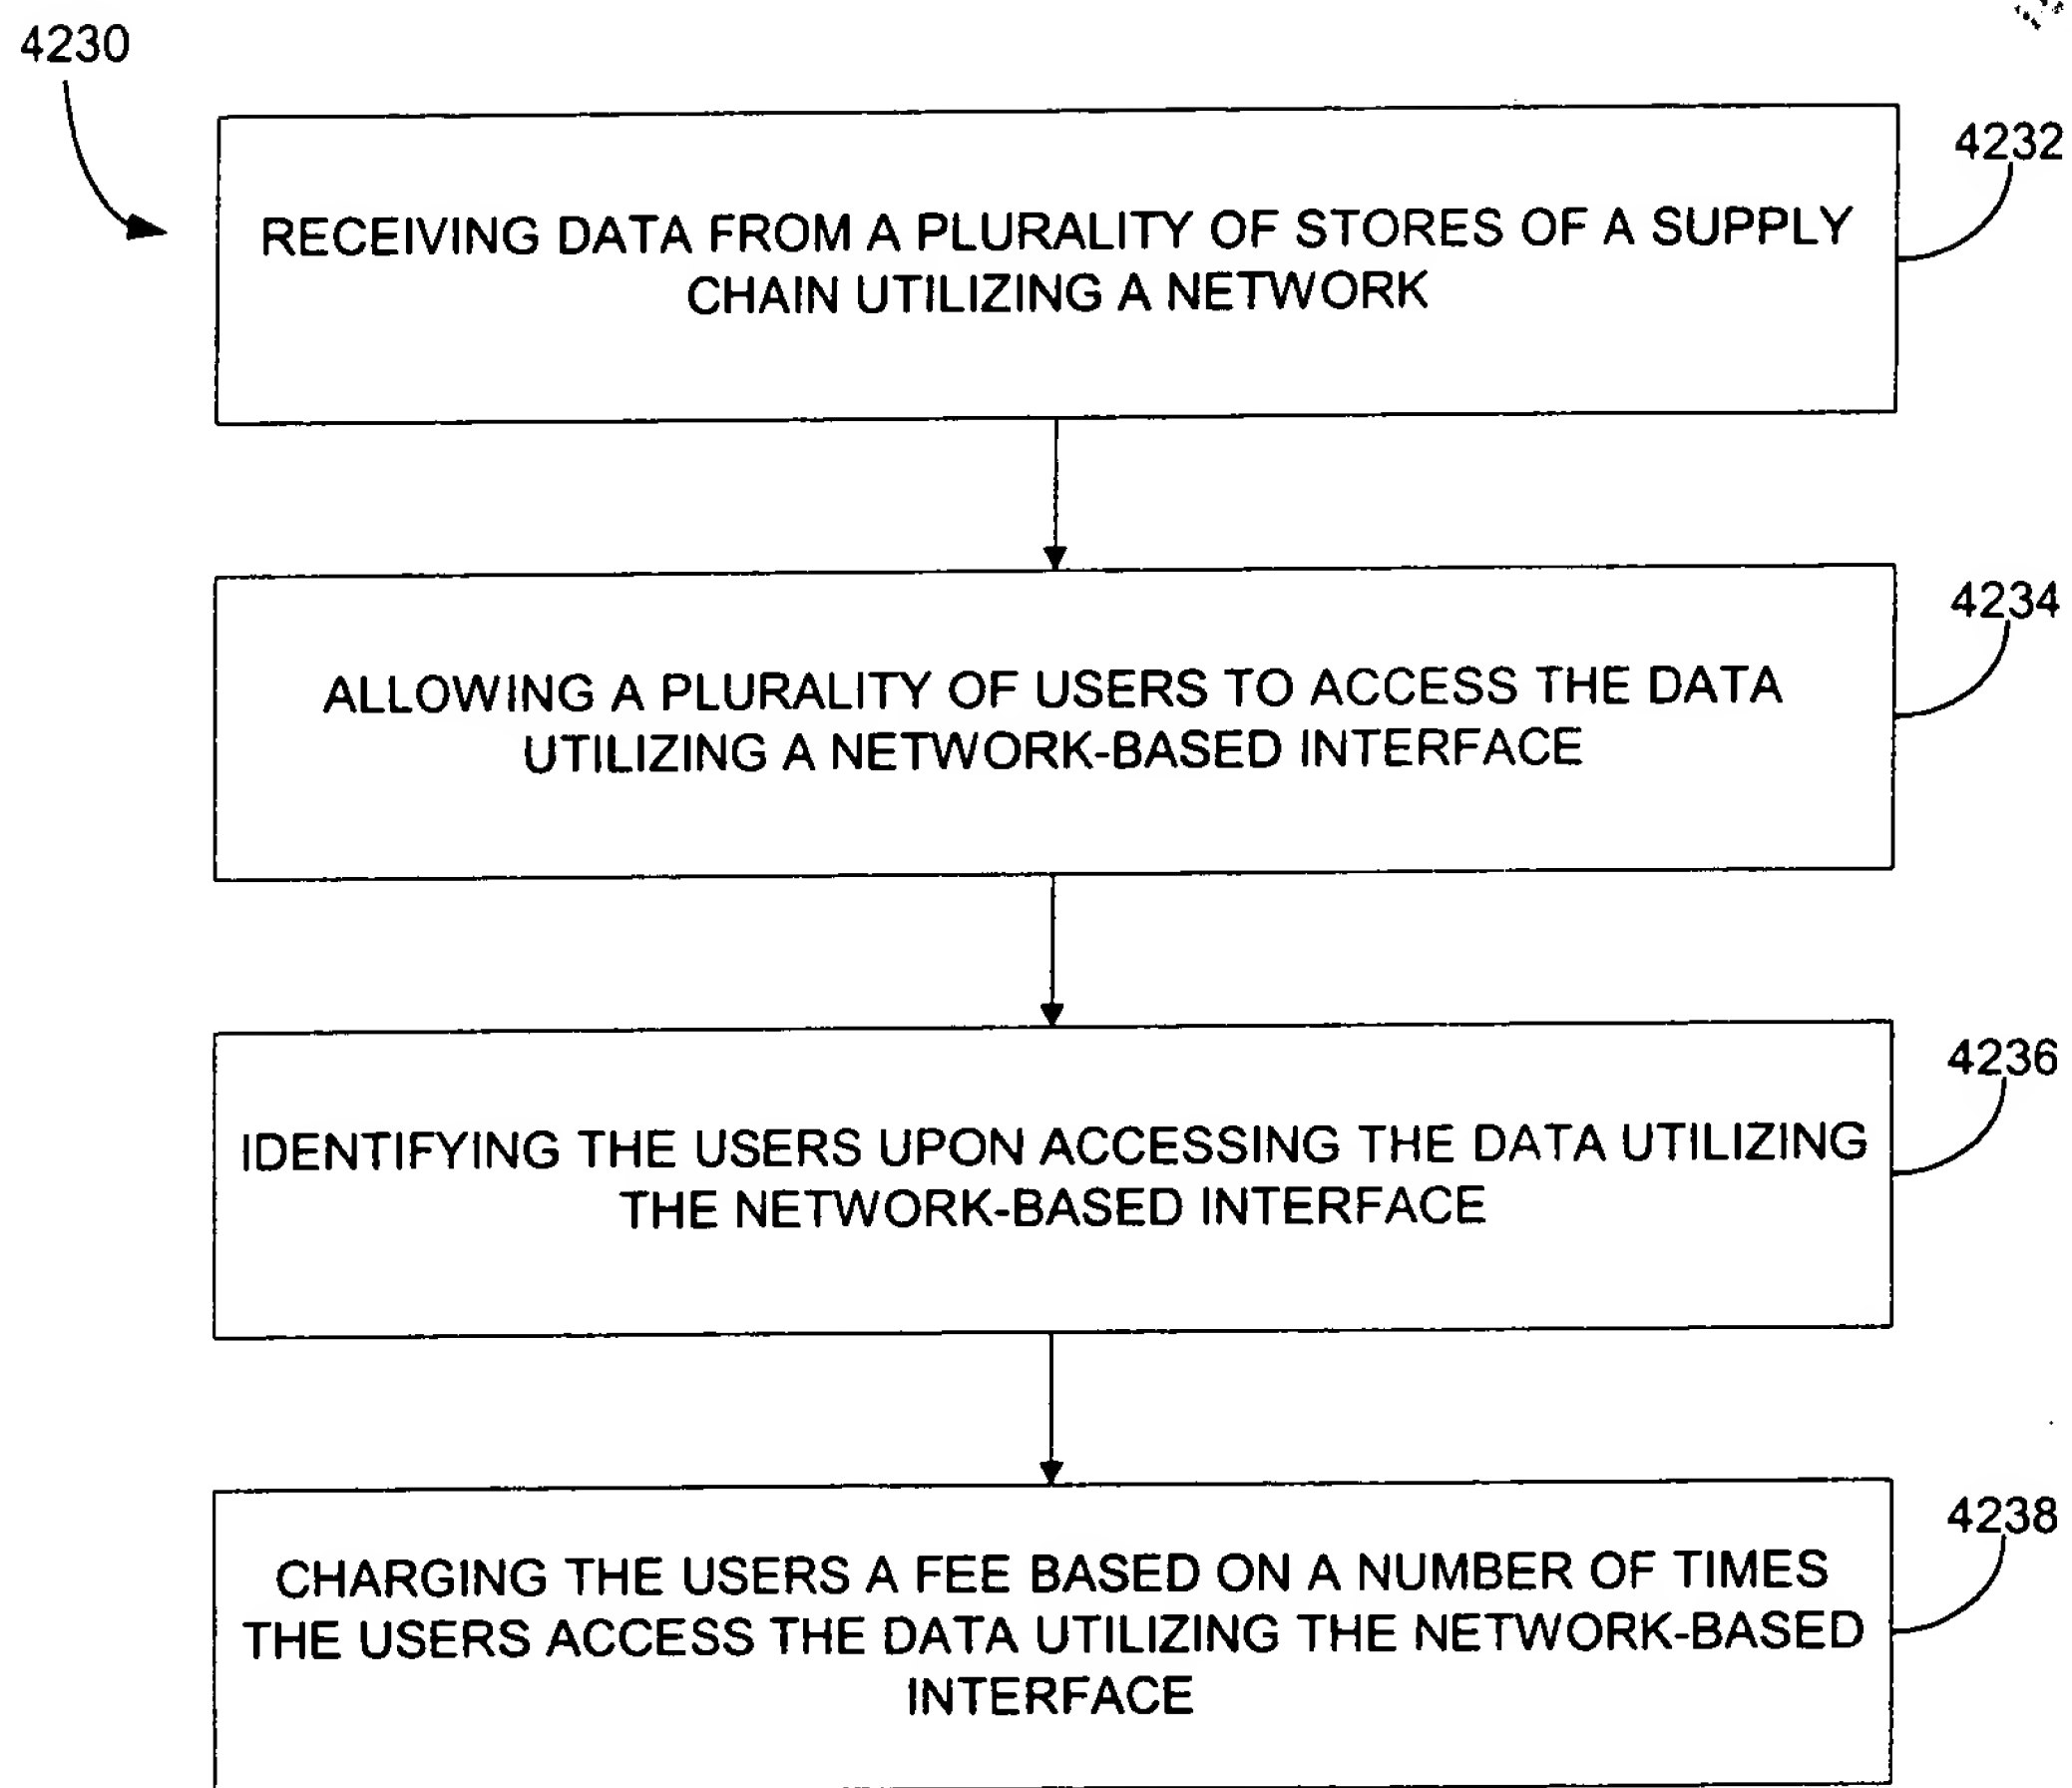 4230
4232
RECEIVING DATA FROM A PLURALITY OF STORES OF A SUPPLY
CHAIN UTILIZING A NETWORK
4234
ALLOWING A PLURALITY OF USERS TO ACCESS THE DATA
UTILIZING A NETWORK-BASED INTERFACE
4236
IDENTIFYING THE USERS UPON ACCESSING THE DATA UTILIZING
THE NETWORK-BASED INTERFACE
4238
CHARGING THE USERS A FEE BASED ON A NUMBER OF TIMES
THE USERS ACCESS THE DATA UTILIZING THE NETWORK-BASED
INTERFACE